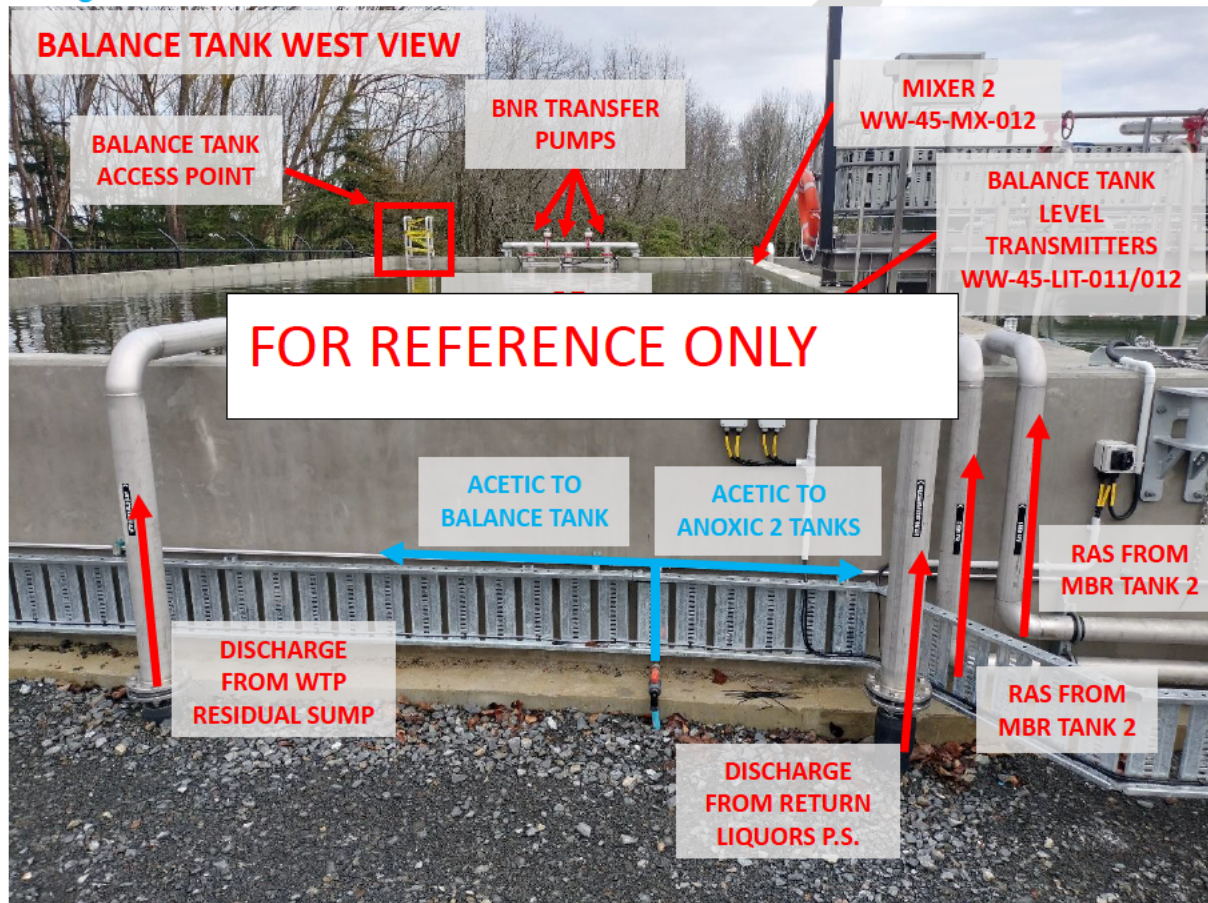 BALANCE TANK WEST VIEW
BALANCE TANK
ACCESS POINT
BNR TRANSFER
PUMPS
MIXER 2
WW-45-MX-012
BALANCE TANK
LEVEL
TRANSMITTERS
WW-45-LIT-011/012
FOR REFERENCE ONLY
ACETIC TO
BALANCE TANK
ACETIC TO
ANOXIC 2 TANKS
RAS FROM
MBR TANK 2
DISCHARGE
FROM WTP
RESIDUAL SUMP
RAS FROM
MBR TANK 2
DISCHARGE
FROM RETURN
LIQUORS P.S.